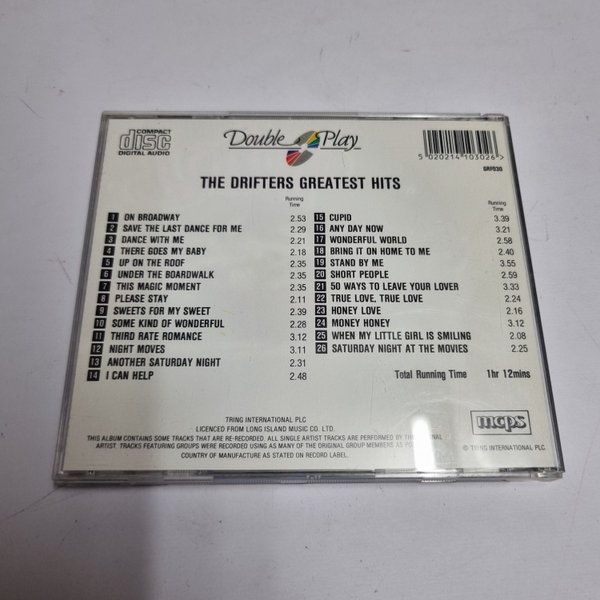 COMPACT
disc
DIGITAL AUDIO
Double Play
5 020214 103026>
GRF030
THE DRIFTERS GREATEST HITS
Running
Time
1 ON BROADWAY 2.53
2 SAVE THE LAST DANCE FOR ME 2.29
3 DANCE WITH ME 2.21
4 THERE GOES MY BABY 2.18
5 UP ON THE ROOF 2.35
6 UNDER THE BOARDWALK 2.35
7 THIS MAGIC MOMENT 2.35
8 PLEASE STAY 2.11
9 SWEETS FOR MY SWEET 2.39
10 SOME KIND OF WONDERFUL 2.28
11 THIRD RATE ROMANCE 3.12
12 NIGHT MOVES 3.11
13 ANOTHER SATURDAY NIGHT 2.31
14 I CAN HELP 2.48
Running
Time
15 CUPID 3.39
16 ANY DAY NOW 3.21
17 WONDERFUL WORLD 2.58
18 BRING IT ON HOME TO ME 2.40
19 STAND BY ME 3.55
20 SHORT PEOPLE 2.59
21 50 WAYS TO LEAVE YOUR LOVER 3.33
22 TRUE LOVE, TRUE LOVE 2.24
23 HONEY LOVE 2.16
24 MONEY HONEY 3.12
25 WHEN MY LITTLE GIRL IS SMILING 2.08
26 SATURDAY NIGHT AT THE MOVIES 2.25
Total Running Time 1hr 12mins
TRING INTERNATIONAL PLC
LICENCED FROM LONG ISLAND MUSIC CO. LTD.
THIS ALBUM CONTAINS SOME TRACKS THAT ARE RE-RECORDED. ALL SINGLE ARTIST TRACKS ARE PERFORMED BY THE
ARTIST. TRACKS FEATURING GROUPS WERE RECORDED USING AS MANY OF THE ORIGINAL GROUP MEMBERS AS
COUNTRY OF MANUFACTURE AS STATED ON RECORD LABEL.
mcps
© TRING INTERNATIONAL PLC.